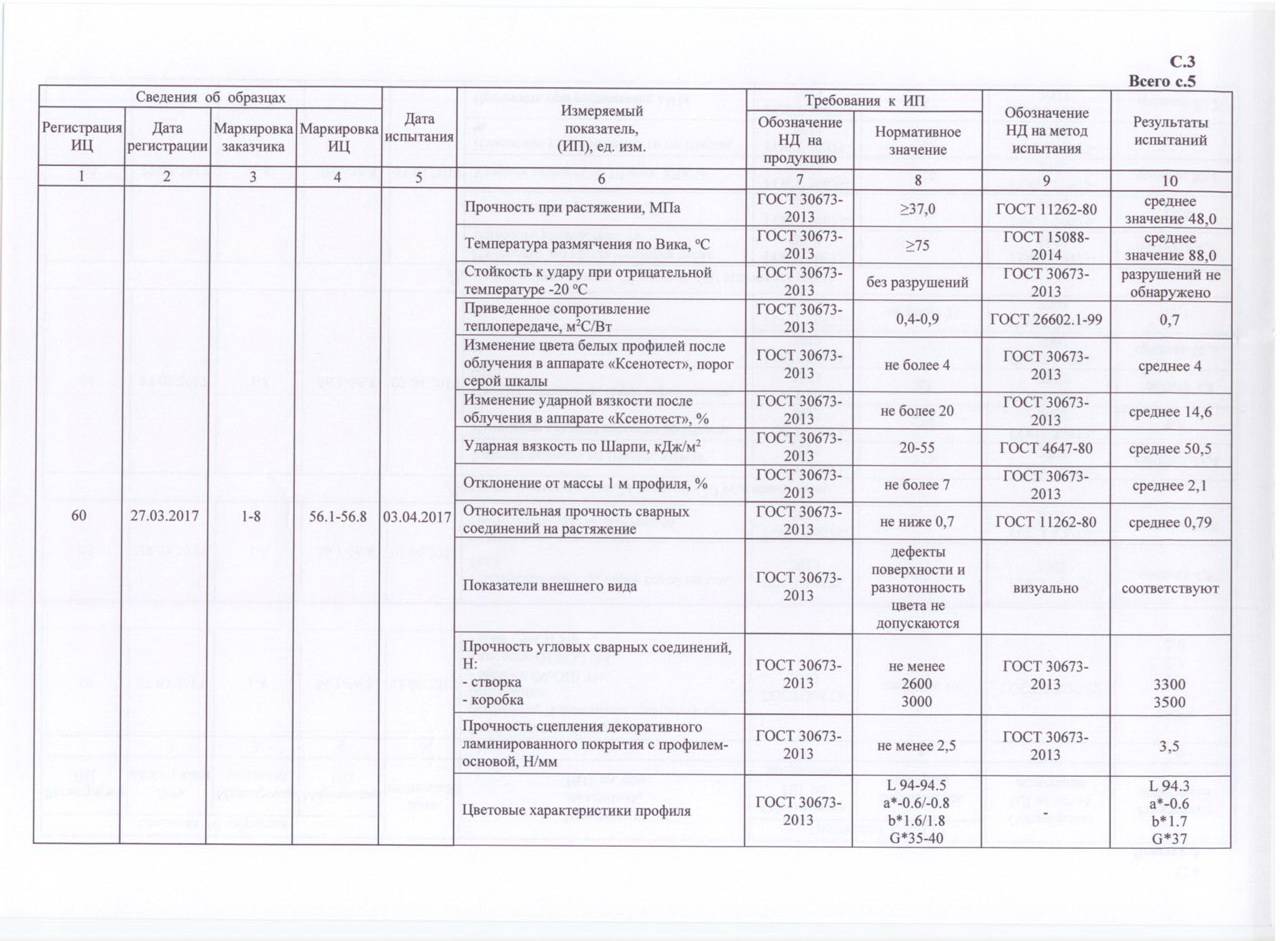 С.3
Всего с.5
Сведения об образцах
Дата
испытания
Измеряемый
показатель,
(ИП), ед. изм.
Требования к ИП
Обозначение
НД на метод
испытания
Результаты
испытаний
Регистрация
ИЦ
Дата
регистрации
Маркировка
заказчика
Маркировка
ИЦ
Обозначение
НД на
продукцию
Нормативное
значение
1 2 3 4 5 6 7 8 9 10
60 27.03.2017 1-8 56.1-56.8 03.04.2017
Прочность при растяжении, МПа
ГОСТ 30673-
2013
≥37,0
ГОСТ 11262-80
среднее
значение 48,0
Температура размягчения по Вика, °С
ГОСТ 30673-
2013
≥75
ГОСТ 15088-
2014
среднее
значение 88,0
Стойкость к удару при отрицательной
температуре -20 °С
ГОСТ 30673-
2013
без разрушений
ГОСТ 30673-
2013
разрушений не
обнаружено
Приведенное сопротивление
теплопередаче, м²С/Вт
ГОСТ 30673-
2013
0,4-0,9
ГОСТ 26602.1-99
0,7
Изменение цвета белых профилей после
облучения в аппарате «Ксенотест», порог
серой шкалы
ГОСТ 30673-
2013
не более 4
ГОСТ 30673-
2013
среднее 4
Изменение ударной вязкости после
облучения в аппарате «Ксенотест», %
ГОСТ 30673-
2013
не более 20
ГОСТ 30673-
2013
среднее 14,6
Ударная вязкость по Шарпи, кДж/м²
ГОСТ 30673-
2013
20-55
ГОСТ 4647-80
среднее 50,5
Отклонение от массы 1 м профиля, %
ГОСТ 30673-
2013
не более 7
ГОСТ 30673-
2013
среднее 2,1
Относительная прочность сварных
соединений на растяжение
ГОСТ 30673-
2013
не ниже 0,7
ГОСТ 11262-80
среднее 0,79
Показатели внешнего вида
ГОСТ 30673-
2013
дефекты
поверхности и
разнотонность
цвета не
допускаются
визуально
соответствуют
Прочность угловых сварных соединений,
Н:
- створка
- коробка
ГОСТ 30673-
2013
не менее
2600
3000
ГОСТ 30673-
2013
3300
3500
Прочность сцепления декоративного
ламинированного покрытия с профилем-
основой, Н/мм
ГОСТ 30673-
2013
не менее 2,5
ГОСТ 30673-
2013
3,5
Цветовые характеристики профиля
ГОСТ 30673-
2013
L 94-94.5
a*-0.6/-0.8
b*1.6/1.8
G*35-40
-
L 94.3
a*-0.6
b*1.7
G*37